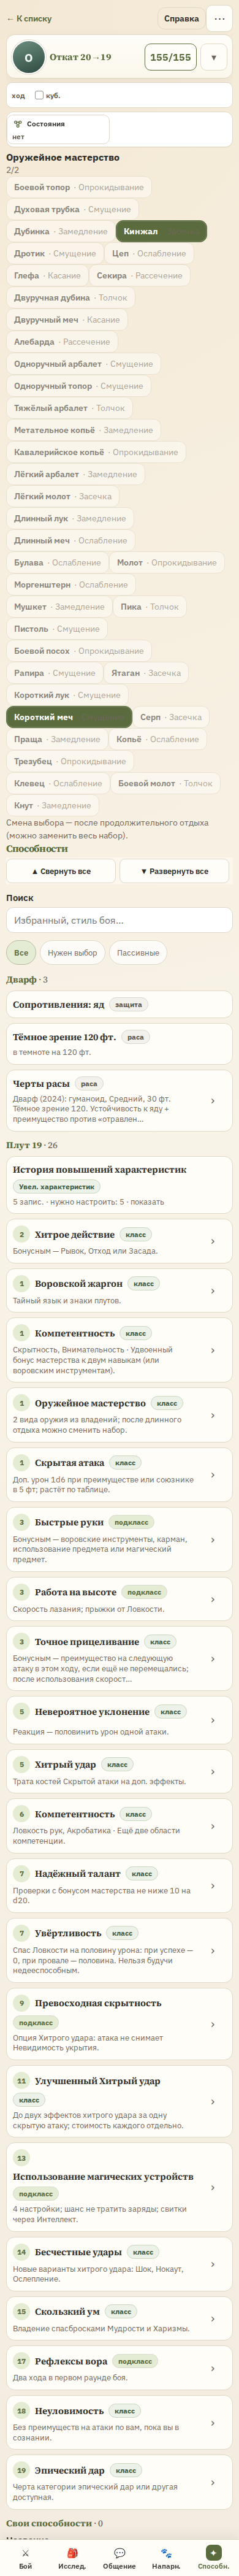 ← К списку
Справка
⋯
О
Откат 20→19
155/155
▾
ход
куб.
Состояния
нет
Оружейное мастерство
2/2
Боевой топор · Опрокидывание
Духовая трубка · Смущение
Дубинка · Замедление
Кинжал
Дротик · Смущение
Цеп · Ослабление
Глефа · Касание
Секира · Рассечение
Двуручная дубина · Толчок
Двуручный меч · Касание
Алебарда · Рассечение
Одноручный арбалет · Смущение
Одноручный топор · Смущение
Тяжёлый арбалет · Толчок
Метательное копьё · Замедление
Кавалерийское копьё · Опрокидывание
Лёгкий арбалет · Замедление
Лёгкий молот · Засечка
Длинный лук · Замедление
Длинный меч · Ослабление
Булава · Ослабление
Молот · Опрокидывание
Моргенштерн · Ослабление
Мушкет · Замедление
Пика · Толчок
Пистоль · Смущение
Боевой посох · Опрокидывание
Рапира · Смущение
Ятаган · Засечка
Короткий лук · Смущение
Короткий меч
Серп · Засечка
Праща · Замедление
Копьё · Ослабление
Трезубец · Опрокидывание
Клевец · Ослабление
Боевой молот · Толчок
Кнут · Замедление
Смена выбора — после продолжительного отдыха
(можно заменить весь набор).
Способности
▲ Свернуть все
▼ Развернуть все
Поиск
Избранный, стиль боя...
Все
Нужен выбор
Пассивные
Дварф · 3
Сопротивления: яд
защита
Тёмное зрение 120 фт.
раса
в темноте на 120 фт.
Черты расы
раса
Дварф (2024): гуманоид, Средний, 30 фт.
Тёмное зрение 120. Устойчивость к яду +
преимущество против «отравлен…
Плут 19 · 26
История повышений характеристик
Увел. характеристик
5 запис. · нужно настроить: 5 · показать
2
Хитрое действие
класс
Бонусным — Рывок, Отход или Засада.
1
Воровской жаргон
класс
Тайный язык и знаки плутов.
1
Компетентность
класс
Скрытность, Внимательность · Удвоенный
бонус мастерства к двум навыкам (или
воровским инструментам).
1
Оружейное мастерство
класс
2 вида оружия из владений; после длинного
отдыха можно сменить набор.
1
Скрытая атака
класс
Доп. урон 1d6 при преимуществе или союзнике
в 5 фт; растёт по таблице.
3
Быстрые руки
подкласс
Бонусным — воровские инструменты, карман,
использование предмета или магический
предмет.
3
Работа на высоте
подкласс
Скорость лазания; прыжки от Ловкости.
3
Точное прицеливание
класс
Бонусным — преимущество на следующую
атаку в этом ходу, если ещё не перемещались;
после использования скорост…
5
Невероятное уклонение
класс
Реакция — половинить урон одной атаки.
5
Хитрый удар
класс
Трата костей Скрытой атаки на доп. эффекты.
6
Компетентность
класс
Ловкость рук, Акробатика · Ещё две области
компетенции.
7
Надёжный талант
класс
Проверки с бонусом мастерства не ниже 10 на
d20.
7
Увёртливость
класс
Спас Ловкости на половину урона: при успехе —
0, при провале — половина. Нельзя будучи
недееспособным.
9
Превосходная скрытность
подкласс
Опция Хитрого удара: атака не снимает
Невидимость укрытия.
11
Улучшенный Хитрый удар
класс
До двух эффектов хитрого удара за одну
скрытую атаку; стоимость каждого отдельно.
13
Использование магических устройств
подкласс
4 настройки; шанс не тратить заряды; свитки
через Интеллект.
14
Бесчестные удары
класс
Новые варианты хитрого удара: Шок, Нокаут,
Ослепление.
15
Скользкий ум
класс
Владение спасбросками Мудрости и Харизмы.
17
Рефлексы вора
подкласс
Два хода в первом раунде боя.
18
Неуловимость
класс
Без преимуществ на атаки по вам, пока вы в
сознании.
19
Эпический дар
класс
Черта категории эпический дар или другая
доступная.
Свои способности · 0
Бой
Исслед.
Общение
Напарн.
Способн.